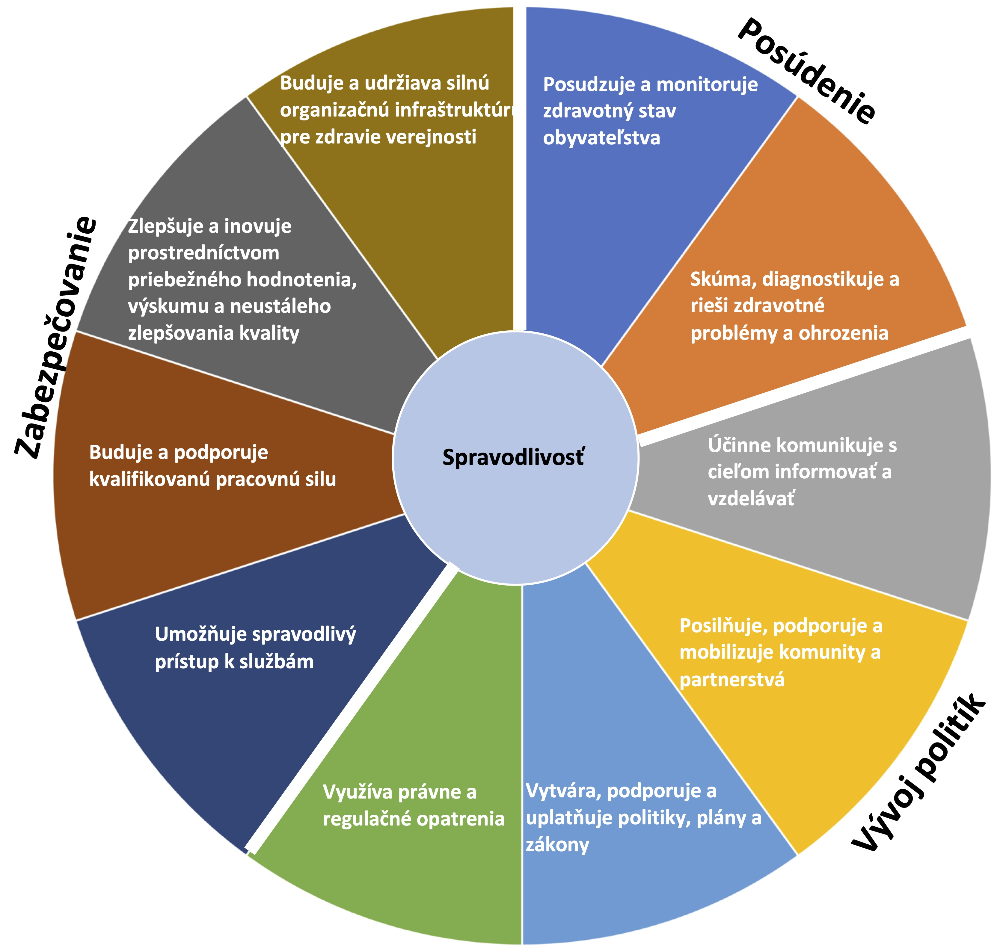 Posúdenie
Posudzuje a monitoruje
zdravotný stav
obyvateľstva
Skúma, diagnostikuje a
rieši zdravotné
problémy a ohrozenia
Účinne komunikuje s
cieľom informovať a
vzdelávať
Posilňuje, podporuje a
mobilizuje komunity a
partnerstvá
Vývoj politík
Vytvára, podporuje a
uplatňuje politiky, plány a
zákony
Využíva právne a
regulačné opatrenia
Umožňuje spravodlivý
prístup k službám
Buduje a podporuje
kvalifikovanú pracovnú silu
Zabezpečovanie
Zlepšuje a inovuje
prostredníctvom
priebežného hodnotenia,
výskumu a neustáleho
zlepšovania kvality
Buduje a udržiava silnú
organizačnú infraštruktúru
pre zdravie verejnosti
Spravodlivosť